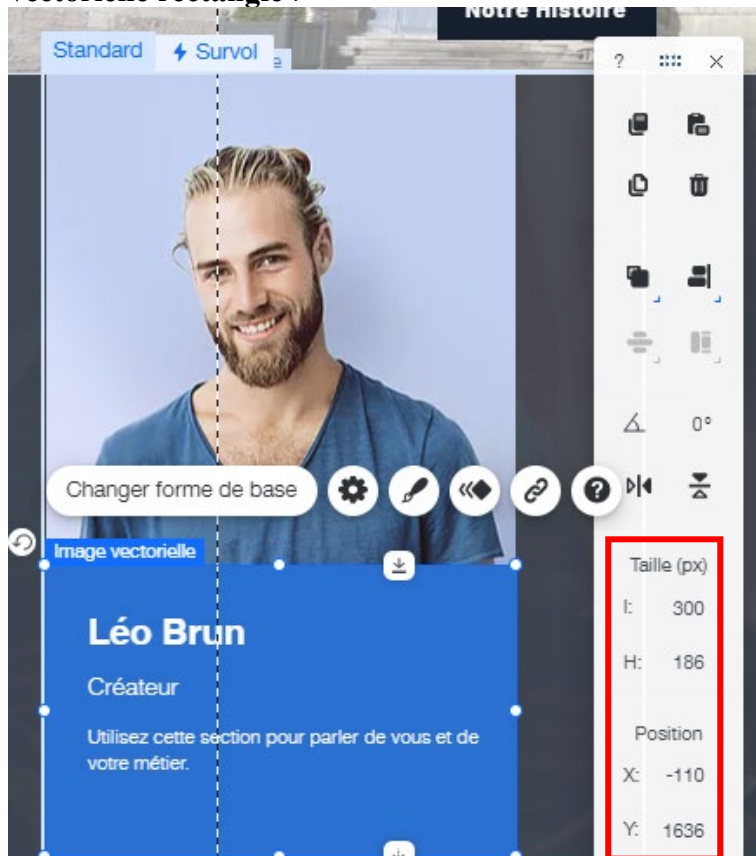 vectorielle rectangle :
Notre Histoire
Standard
Survol
?
0°
Changer forme de base
?
Image vectorielle
Taille (px)
l: 300
H: 186
Léo Brun
Créateur
Utilisez cette section pour parler de vous et de
votre métier.
Position
X: -110
Y: 1636